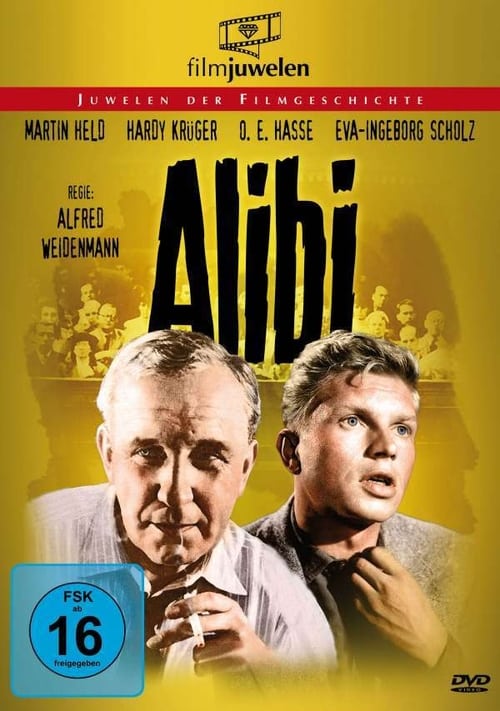 filmjuwelen
JUWELEN DER FILMGESCHICHTE
MARTIN HELD HARDY KRÜGER O. E. HASSE EVA-INGEBORG SCHOLZ
REGIE:
ALFRED
WEIDENMANN
Alibi
FSK
ab
16
freigegeben
DVD
VIDEO